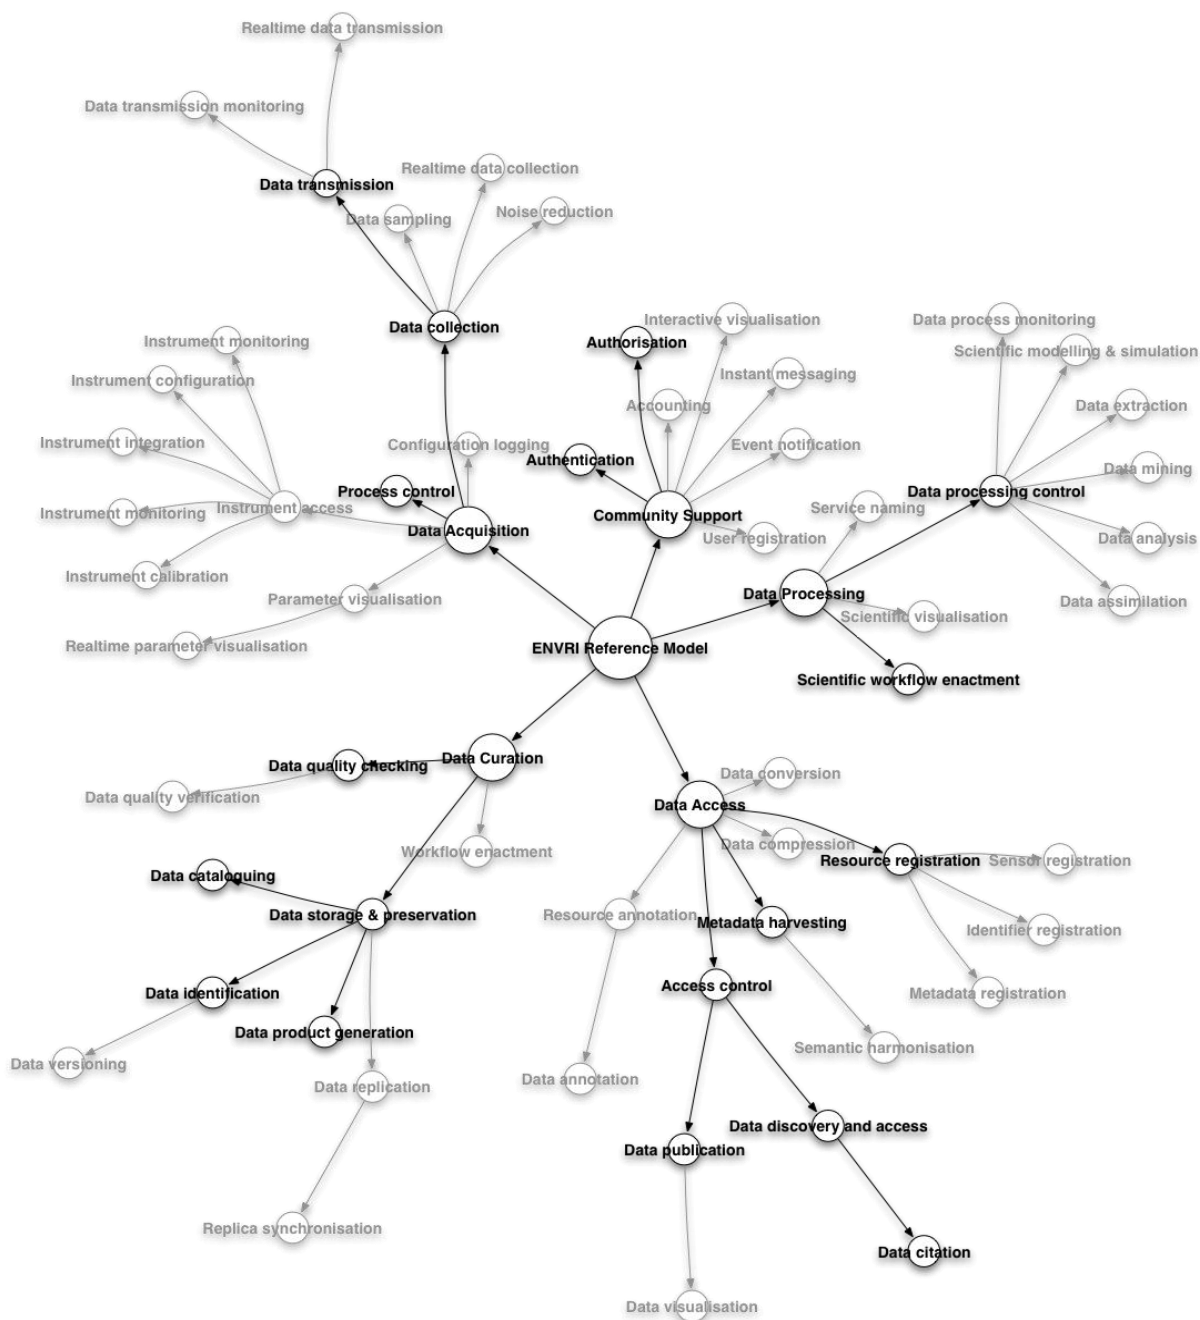 Realtime data transmission
Data transmission monitoring
Realtime data collection
Data transmission
Noise reduction
Data sampling
Interactive visualisation
Data process monitoring
Data collection
Instrument monitoring
Authorisation
Scientific modelling & simulation
Instant messaging
Instrument configuration
Accounting
Data extraction
Instrument integration
Configuration logging
Event notification
Authentication
Data mining
Process control
Data processing control
Instrument access
Service naming
Instrument monitoring
Community Support
Data Acquisition
User registration
Data analysis
Instrument calibration
Data Processing
Parameter visualisation
Data assimilation
Scientific visualisation
Realtime parameter visualisation
ENVRI Reference Model
Scientific workflow enactment
Data Curation
Data quality checking
Data conversion
Data quality verification
Data Access
Data compression
Workflow enactment
Resource registration
Sensor registration
Data cataloguing
Data storage & preservation
Resource annotation
Metadata harvesting
Identifier registration
Access control
Data identification
Metadata registration
Data product generation
Semantic harmonisation
Data versioning
Data annotation
Data replication
Data discovery and access
Data publication
Replica synchronisation
Data citation
Data visualisation